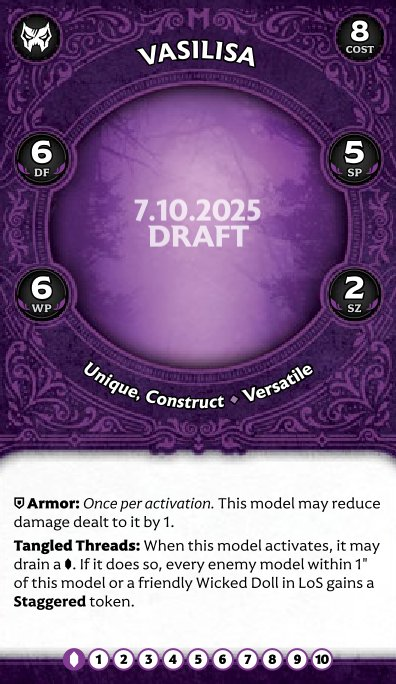 VASILISA
8
COST
6
DF
5
SP
7.10.2025
DRAFT
6
WP
2
SZ
Unique, Construct ◆ Versatile
Armor: Once per activation. This model may reduce
damage dealt to it by 1.
Tangled Threads: When this model activates, it may
drain a . If it does so, every enemy model within 1"
of this model or a friendly Wicked Doll in LoS gains a
Staggered token.
1 2 3 4 5 6 7 8 9 10